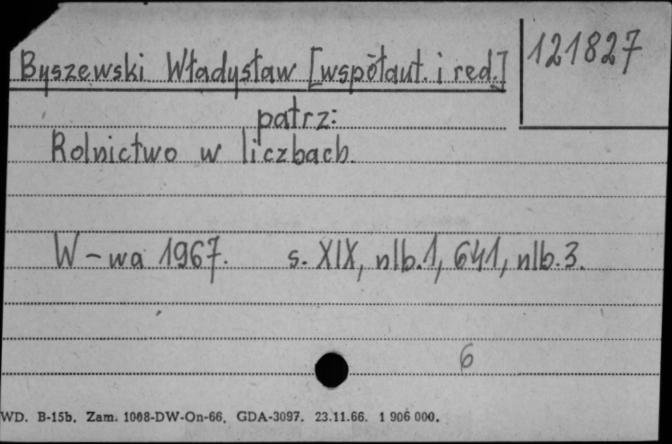 121827
Byszewski Władysław [współaut. i red.]
patrz:
Rolnictwo w liczbach.
W-wa 1967. s. XIX, nlb.1, 641, nlb.3.
6
WD. B-15b. Zam. 1008-DW-On-66. GDA-3097. 23.11.66. 1 906 000.